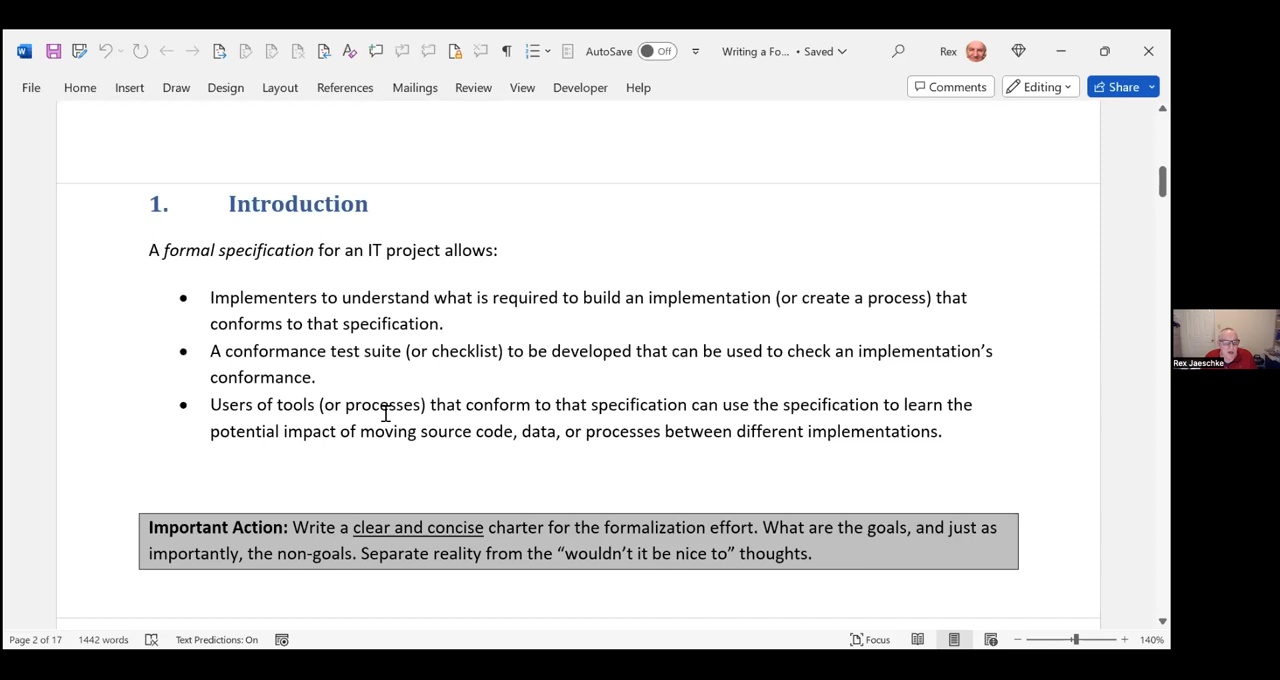 AutoSave
Off
Writing a Fo... • Saved
Rex
File Home Insert Draw Design Layout References Mailings Review View Developer Help
Comments
Editing
Share
1. Introduction
A formal specification for an IT project allows:
• Implementers to understand what is required to build an implementation (or create a process) that
conforms to that specification.
• A conformance test suite (or checklist) to be developed that can be used to check an implementation’s
conformance.
• Users of tools (or processes) that conform to that specification can use the specification to learn the
potential impact of moving source code, data, or processes between different implementations.
Important Action: Write a clear and concise charter for the formalization effort. What are the goals, and just as
importantly, the non-goals. Separate reality from the “wouldn’t it be nice to” thoughts.
Rex Jaeschke
Page 2 of 17 1442 words Text Predictions: On Focus 140%